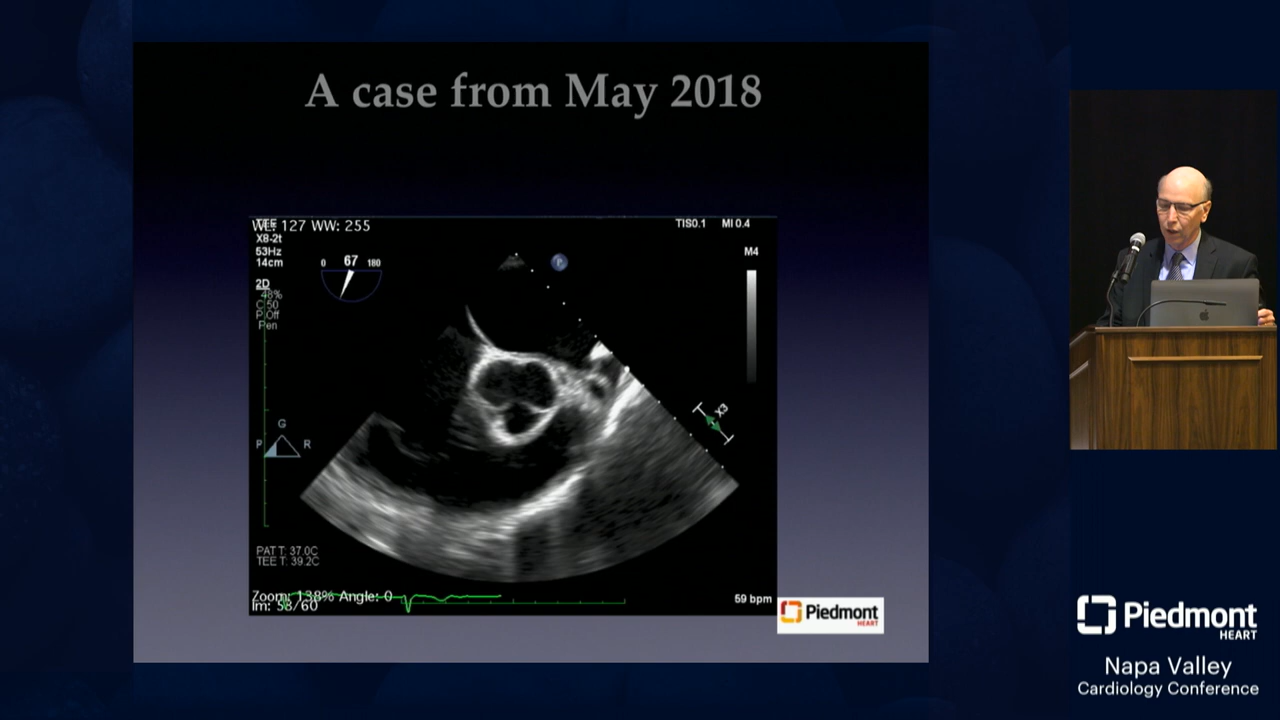 A case from May 2018
WL: 127 WW: 255
TIS0.1 MI 0.4
X8-2t
53Hz
14cm
M4
0 67 180
2D
48%
C 50
P Off
Pen
X3
G
P R
PAT T: 37.0C
TEE T: 39.2C
Zoom: 138% Angle: 0
Im: 58/60
59 bpm
Piedmont
HEART
Piedmont
HEART
Napa Valley
Cardiology Conference